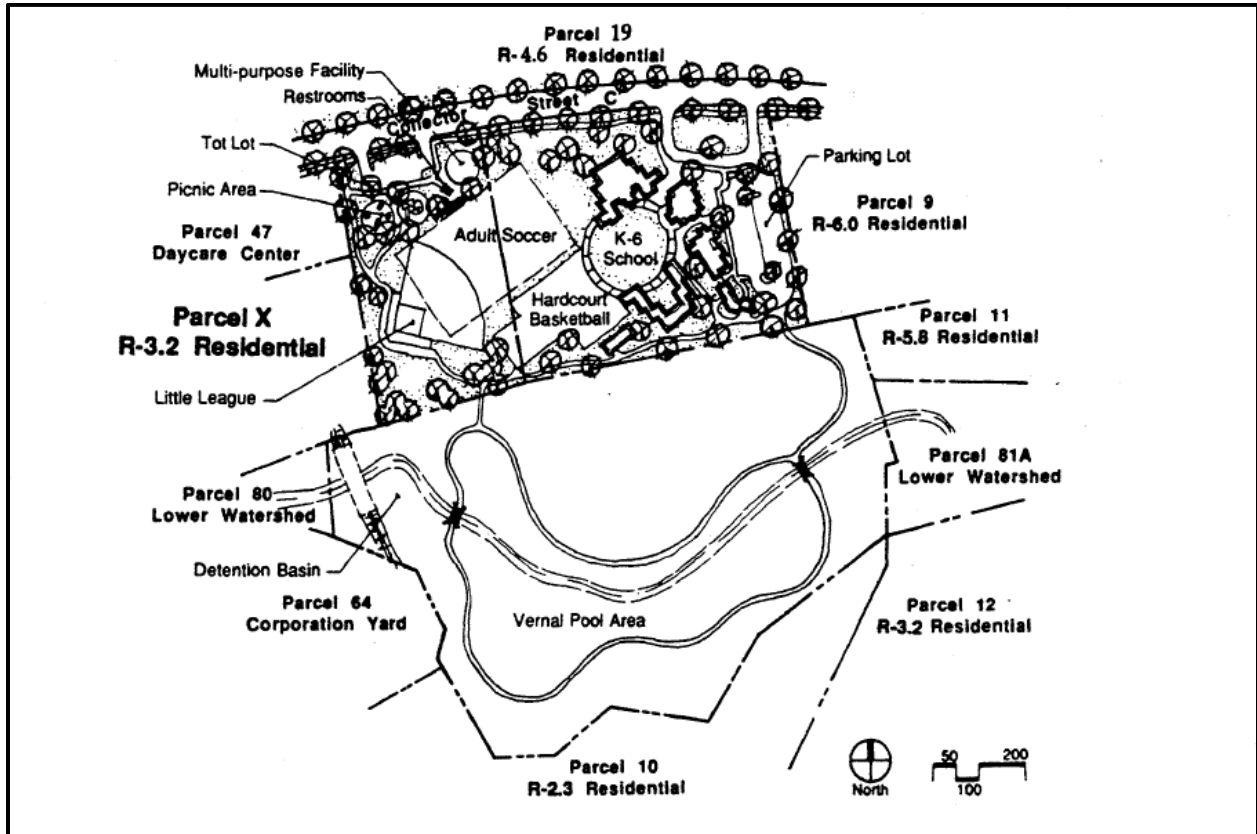 Parcel 19
R-4.6 Residential
Multi-purpose Facility
Restrooms
Collector Street C'
Tot Lot
Parking Lot
Picnic Area
Parcel 9
R-6.0 Residential
Parcel 47
Daycare Center
Adult Soccer
K-6
School
Parcel X
R-3.2 Residential
Hardcourt
Basketball
Parcel 11
R-5.8 Residential
Little League
Parcel 81A
Lower Watershed
Parcel 80
Lower Watershed
Detention Basin
Parcel 64
Corporation Yard
Vernal Pool Area
Parcel 12
R-3.2 Residential
Parcel 10
R-2.3 Residential
North
50 200
100